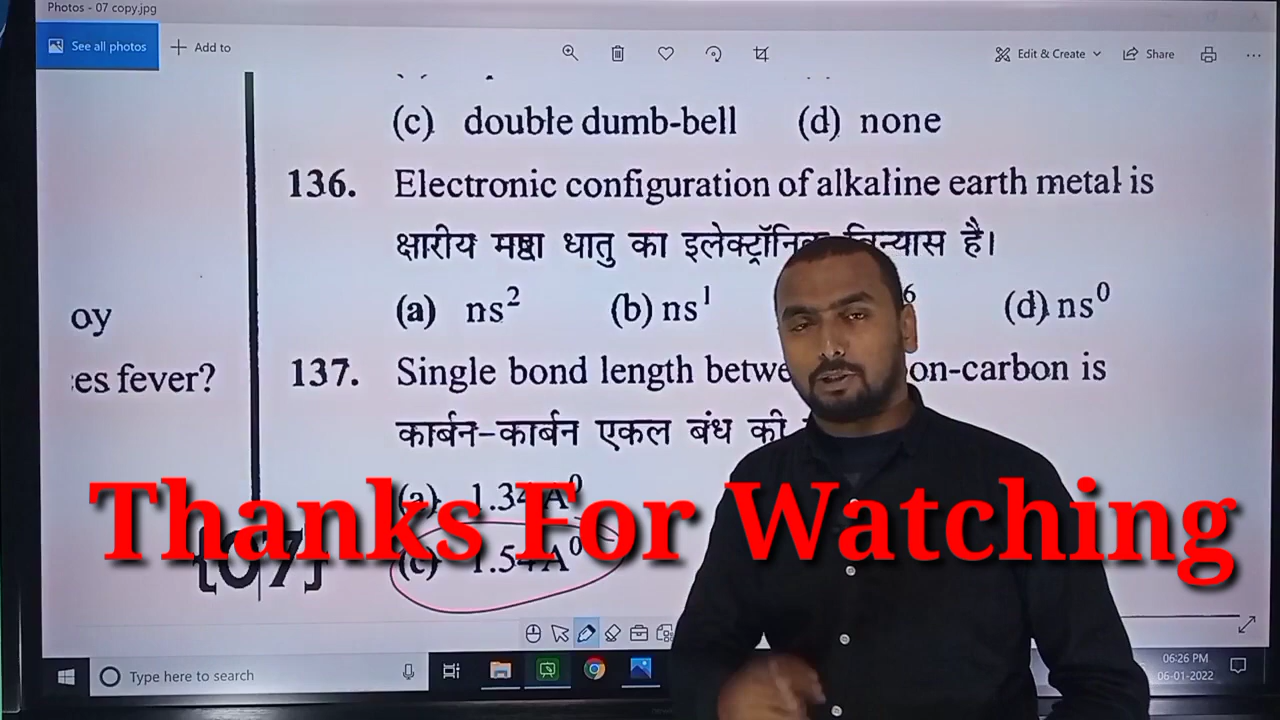 Photos - 07 copy.jpg
See all photos
Add to
Edit & Create
Share
(c) double dumb-bell (d) none
136. Electronic configuration of alkaline earth metal is
क्षारीय मृदा धातु का इलेक्ट्रॉनिक विन्यास है।
(a) ns² (b) ns¹ 6 (d) ns⁰
oy
es fever?
137. Single bond length on-carbon is
कार्बन-कार्बन एकल बंध की
(a) 1.34A⁰
Thanks For Watching
(c) 1.54A⁰
{07}
Type here to search
06:26 PM
06-01-2022